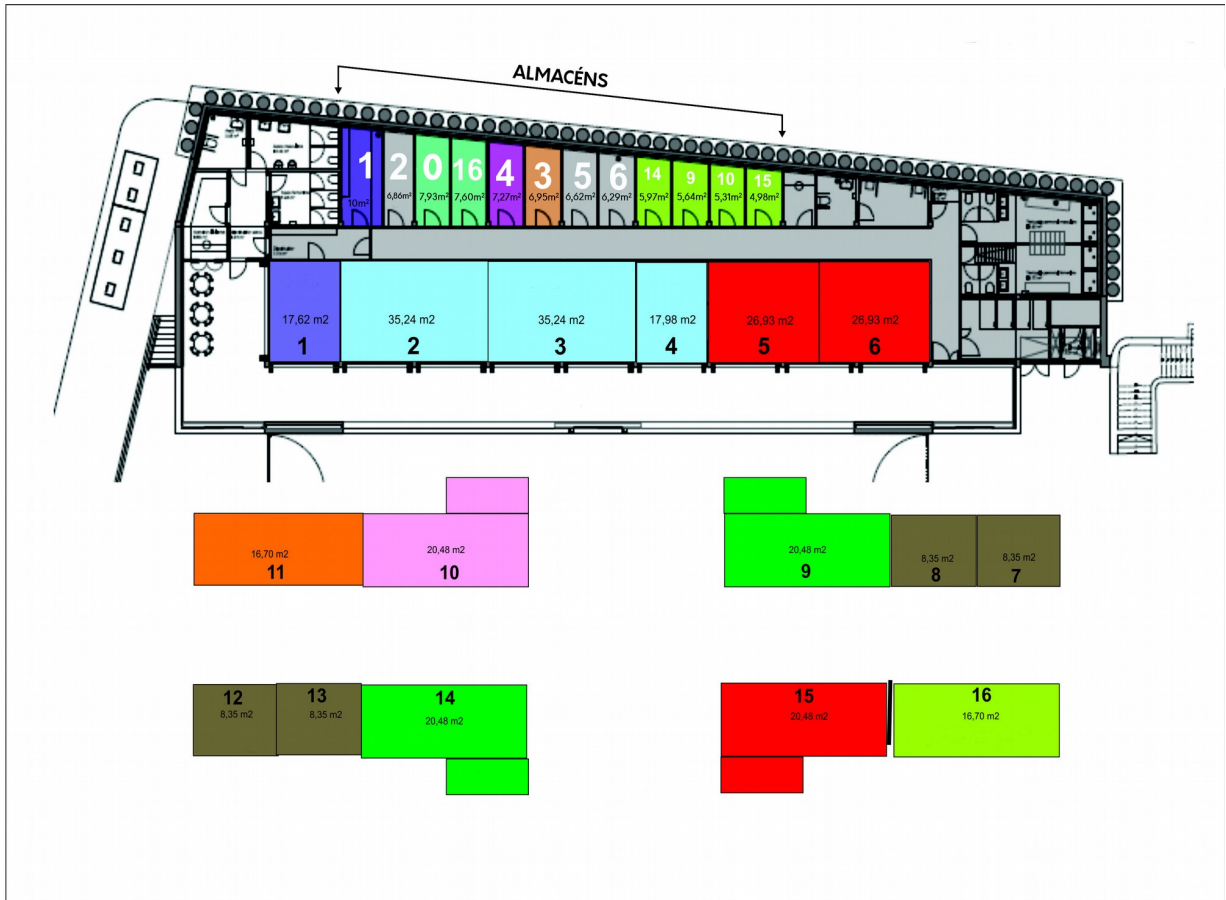 ALMACÉNS
1 2 0 16 4 3 5 6 14 9 10 15
10m² 6,86m² 7,93m² 7,60m² 7,27m² 6,95m² 6,62m² 6,29m² 5,97m² 5,64m² 5,31m² 4,98m²
17,62 m2 35,24 m2 35,24 m2 17,98 m2 26,93 m2 26,93 m2
1 2 3 4 5 6
16,70 m2 20,48 m2 20,48 m2 8,35 m2 8,35 m2
11 10 9 8 7
12 13 14 15 16
8,35 m2 8,35 m2 20,48 m2 20,48 m2 16,70 m2